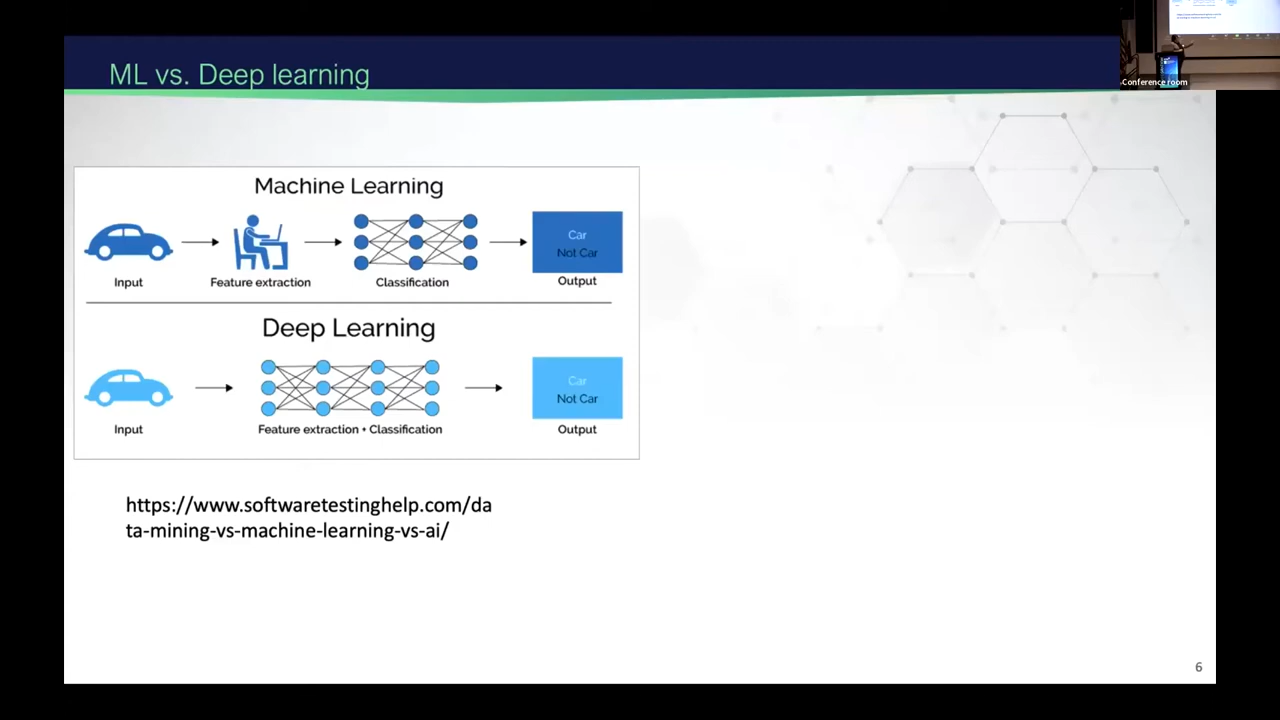 ML vs. Deep learning
Conference room
Machine Learning
Input
Feature extraction
Classification
Car
Not Car
Output
Deep Learning
Input
Feature extraction + Classification
Car
Not Car
Output
https://www.softwaretestinghelp.com/da
ta-mining-vs-machine-learning-vs-ai/
6